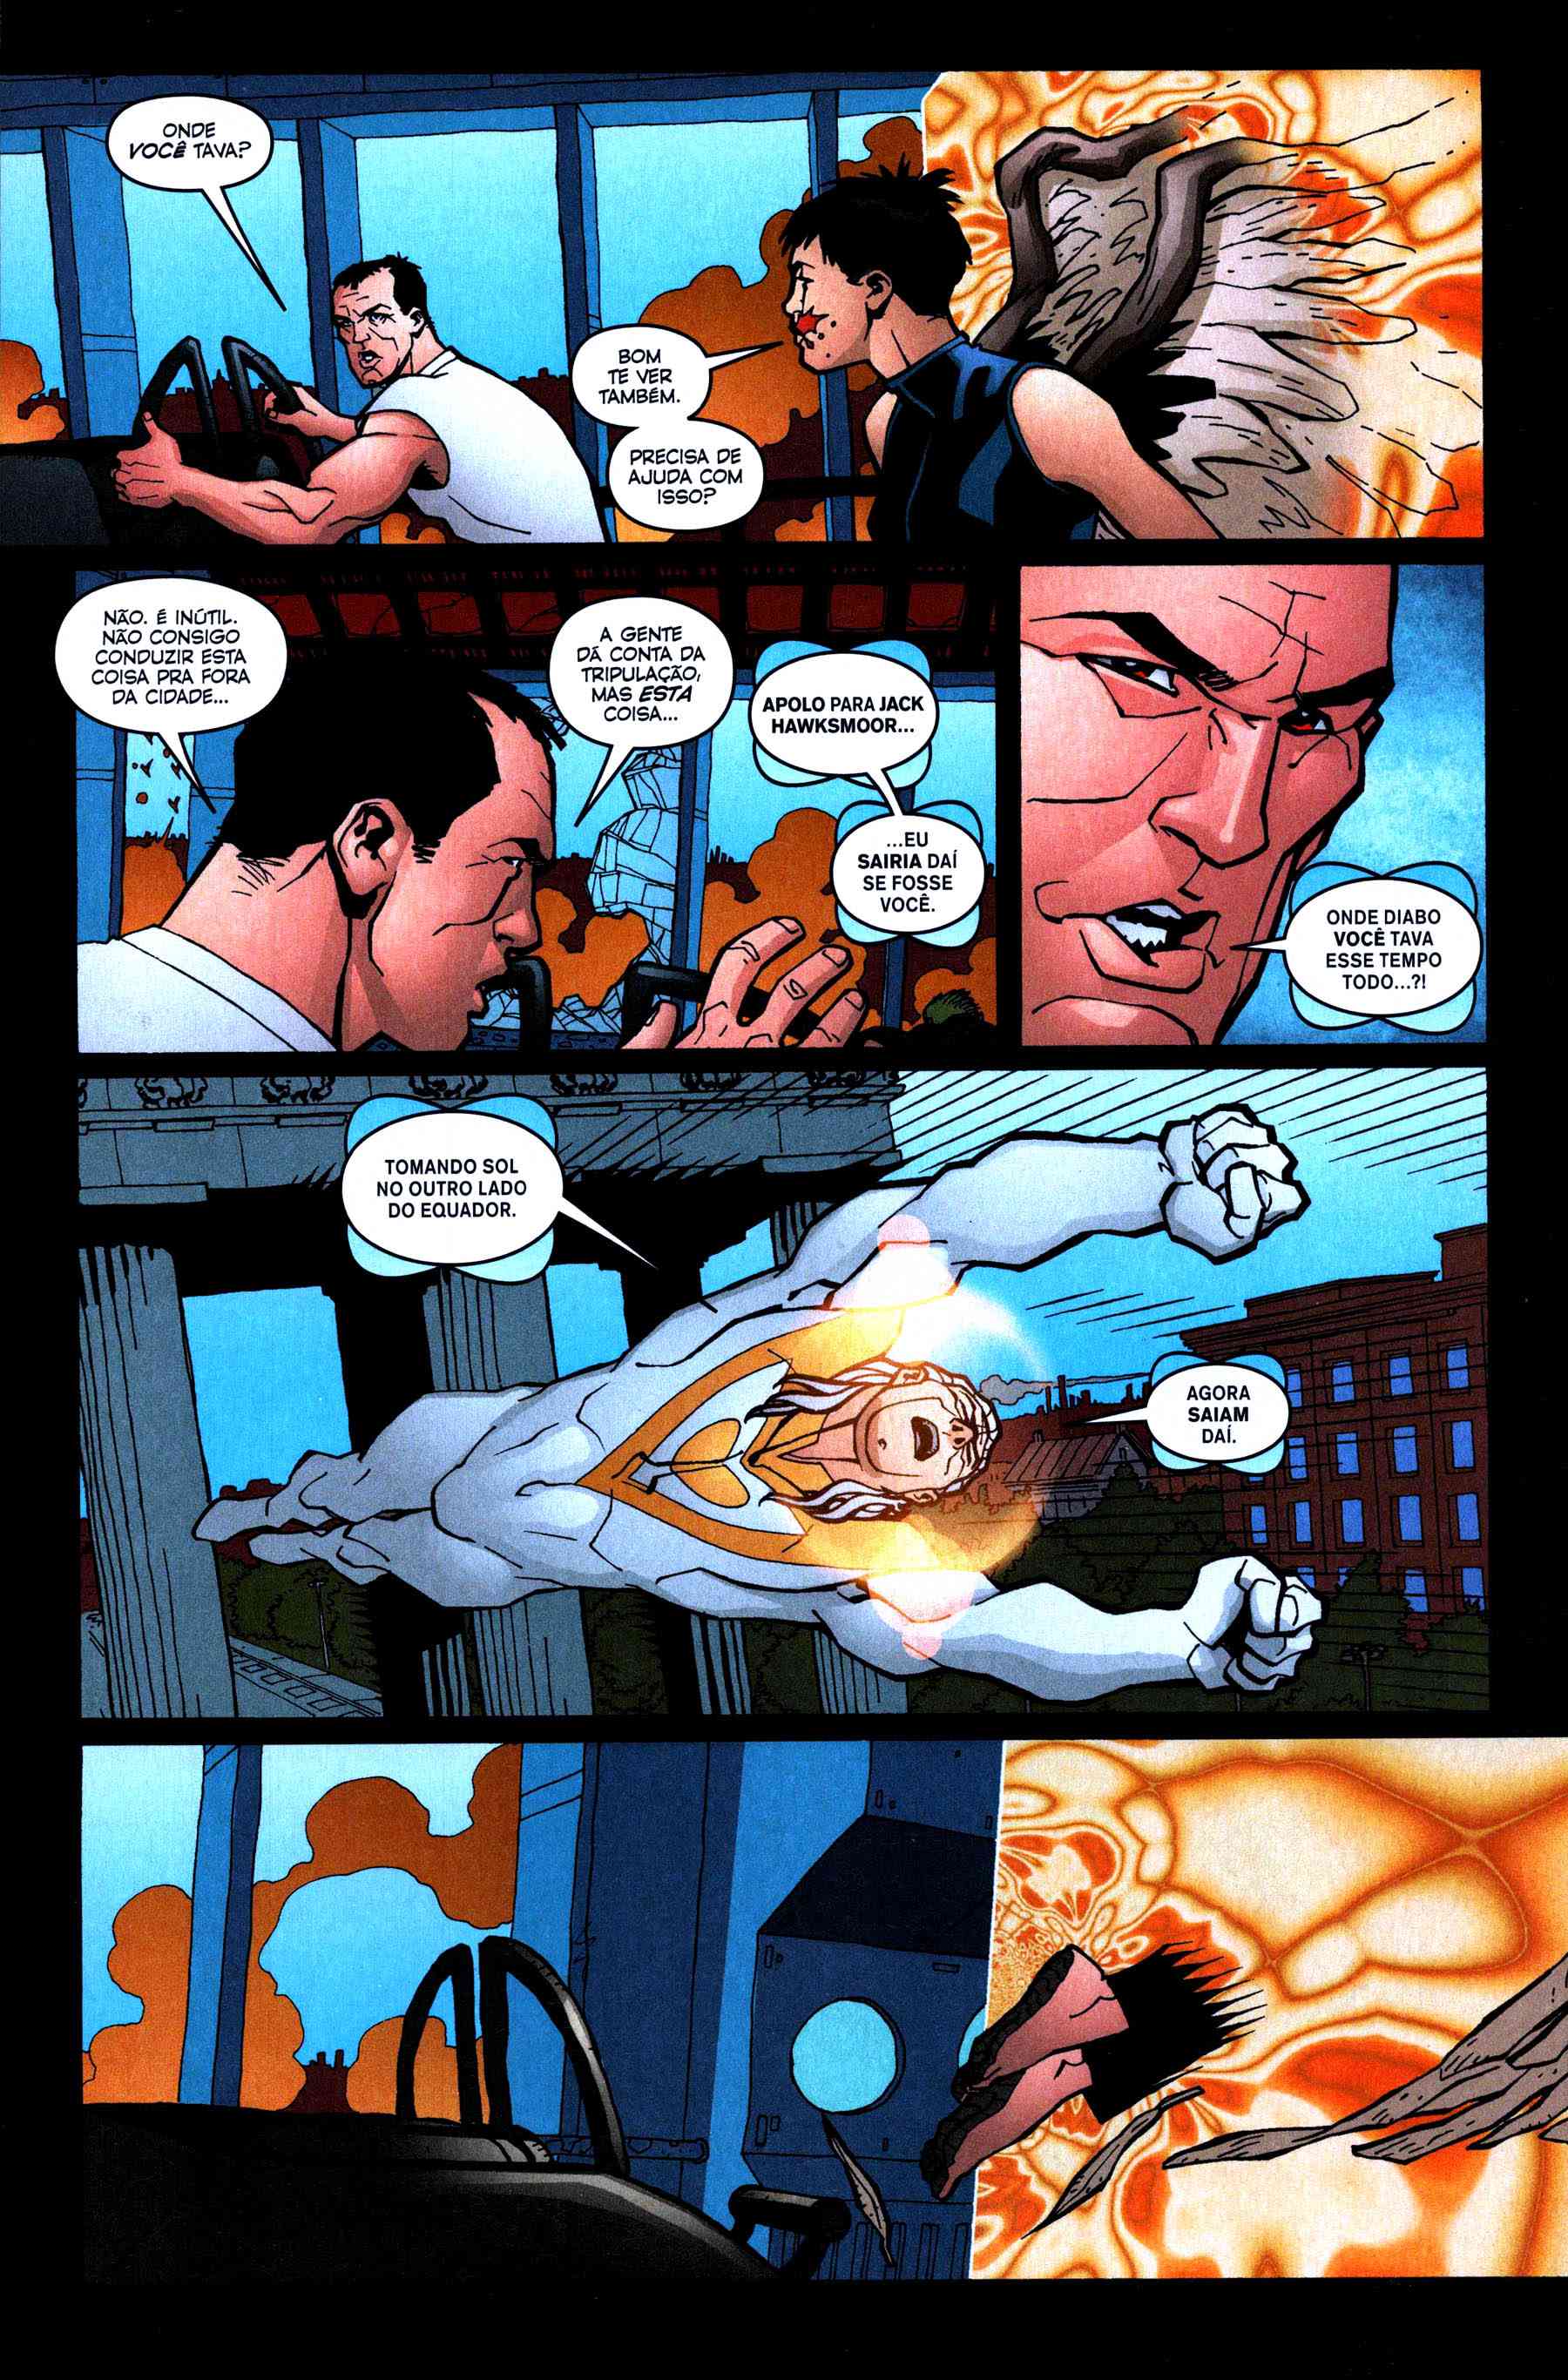 ONDE
VOCÊ TAVA?
BOM
TE VER
TAMBÉM.
PRECISA DE
AJUDA COM
ISSO?
NÃO. É INÚTIL.
NÃO CONSIGO
CONDUZIR ESTA
COISA PRA FORA
DA CIDADE...
A GENTE
DÁ CONTA DA
TRIPULAÇÃO,
MAS ESTA
COISA...
APOLO PARA JACK
HAWKSMOOR...
...EU
SAIRIA DAÍ
SE FOSSE
VOCÊ.
ONDE DIABO
VOCÊ TAVA
ESSE TEMPO
TODO...?!
TOMANDO SOL
NO OUTRO LADO
DO EQUADOR.
AGORA
SAIAM
DAÍ.